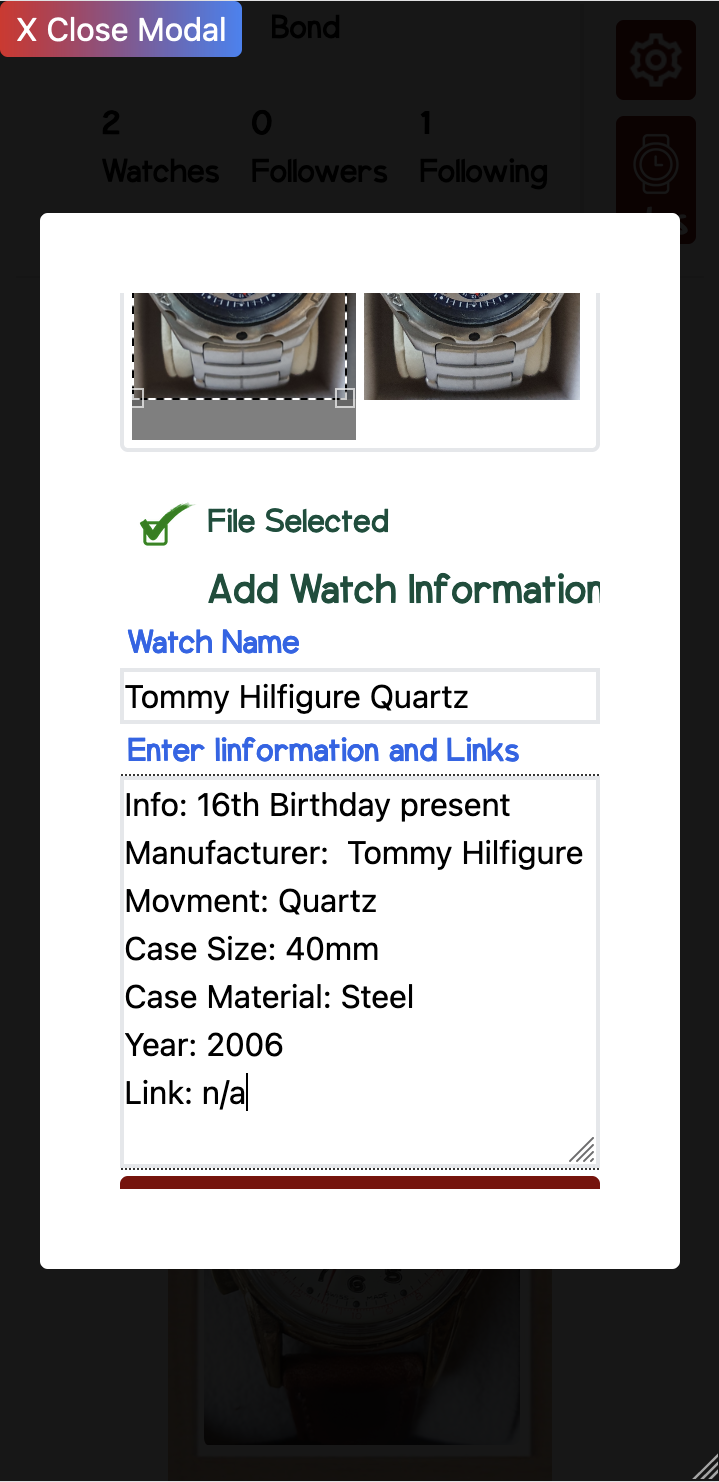 X Close Modal
Bond
2
0
1
Watches
Followers
Following
File Selected
Add Watch Information
Watch Name
Tommy Hilfigure Quartz
Enter Iinformation and Links
Info: 16th Birthday present
Manufacturer:  Tommy Hilfigure
Movment: Quartz
Case Size: 40mm
Case Material: Steel
Year: 2006
Link: n/a